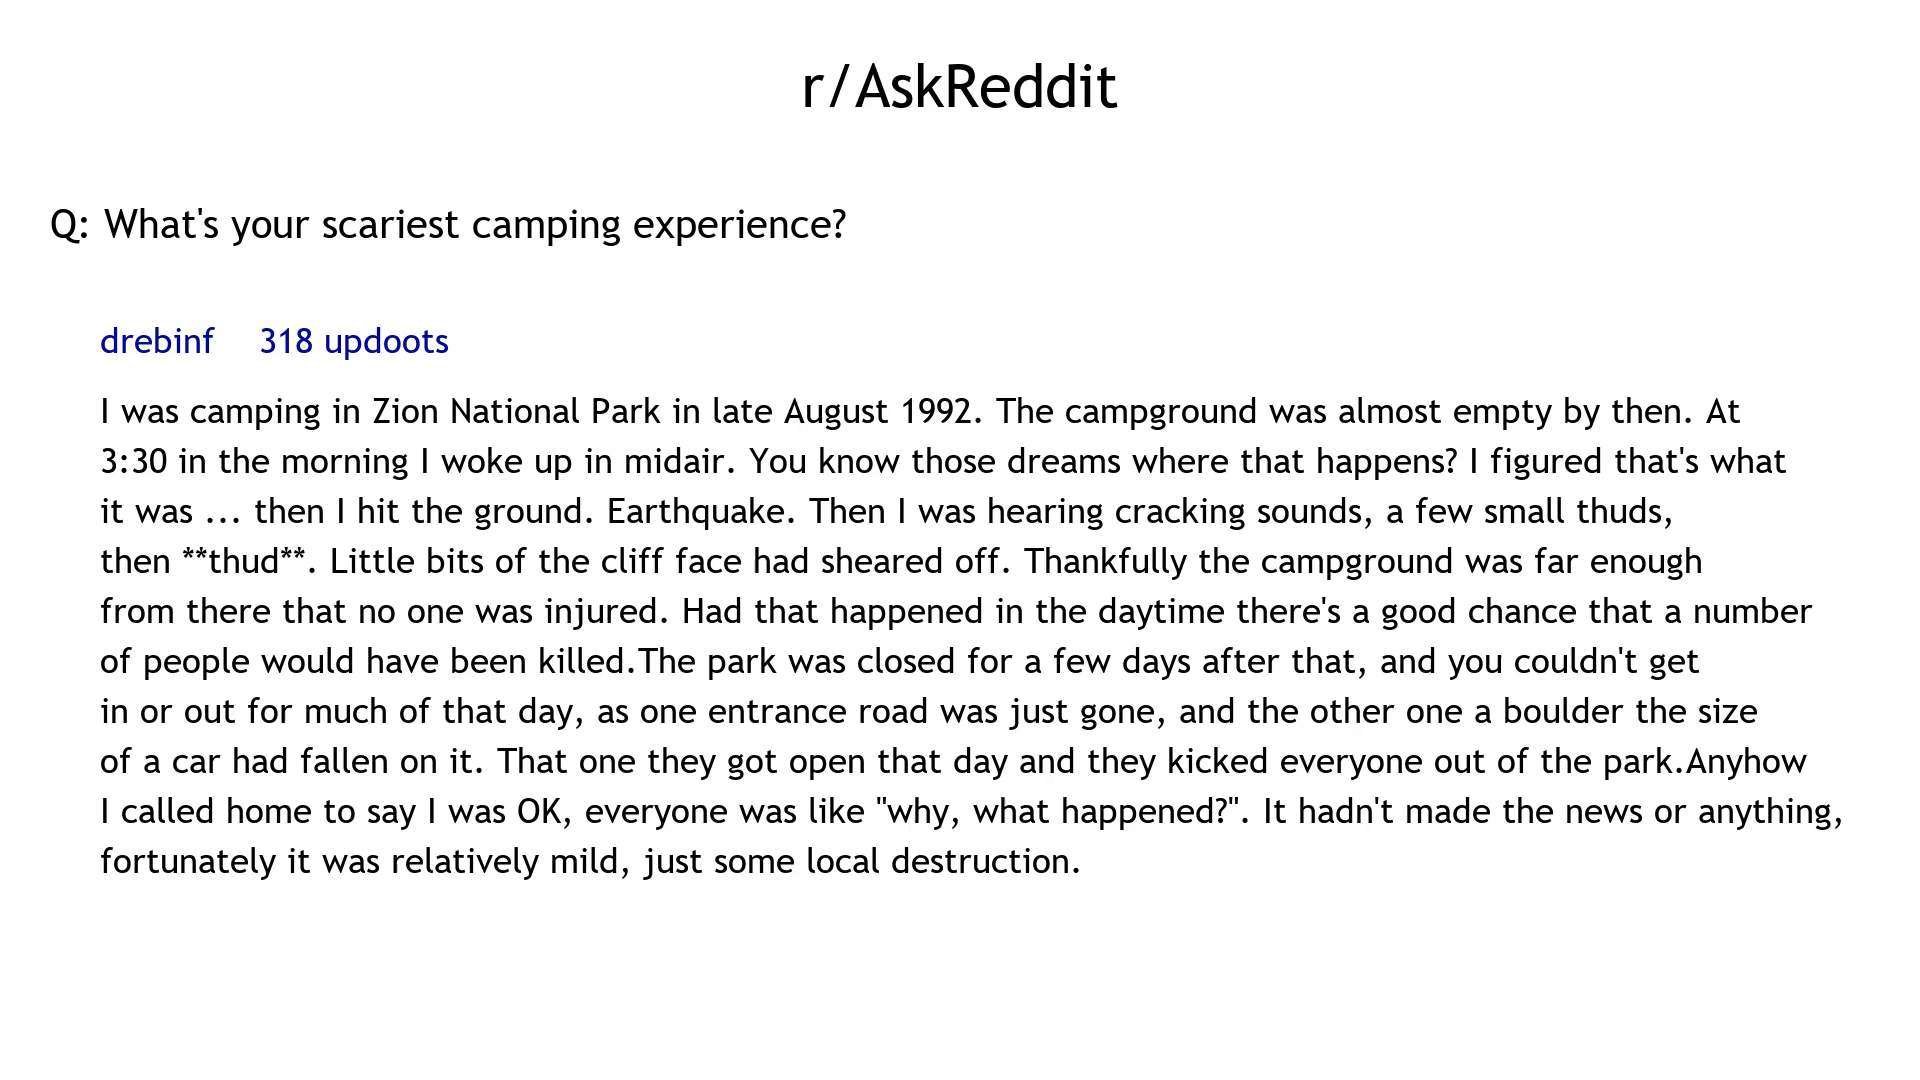 r/AskReddit
Q: What's your scariest camping experience?
drebinf 318 updoots
I was camping in Zion National Park in late August 1992. The campground was almost empty by then. At
3:30 in the morning I woke up in midair. You know those dreams where that happens? I figured that's what
it was ... then I hit the ground. Earthquake. Then I was hearing cracking sounds, a few small thuds,
then **thud**. Little bits of the cliff face had sheared off. Thankfully the campground was far enough
from there that no one was injured. Had that happened in the daytime there's a good chance that a number
of people would have been killed.The park was closed for a few days after that, and you couldn't get
in or out for much of that day, as one entrance road was just gone, and the other one a boulder the size
of a car had fallen on it. That one they got open that day and they kicked everyone out of the park.Anyhow
I called home to say I was OK, everyone was like "why, what happened?". It hadn't made the news or anything,
fortunately it was relatively mild, just some local destruction.